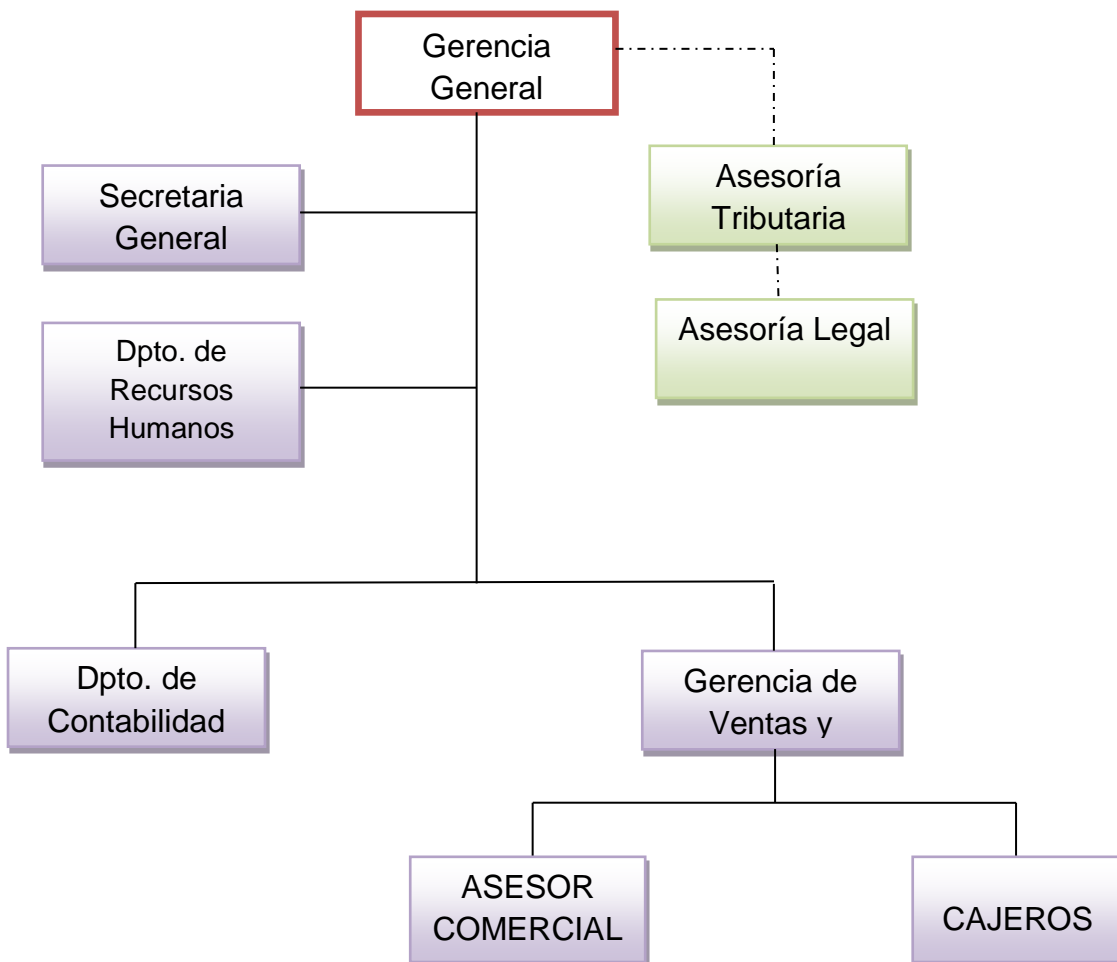 Gerencia
General
Secretaria
General
Asesoría
Tributaria
Asesoría Legal
Dpto. de
Recursos
Humanos
Dpto. de
Contabilidad
Gerencia de
Ventas y
ASESOR
COMERCIAL
CAJEROS